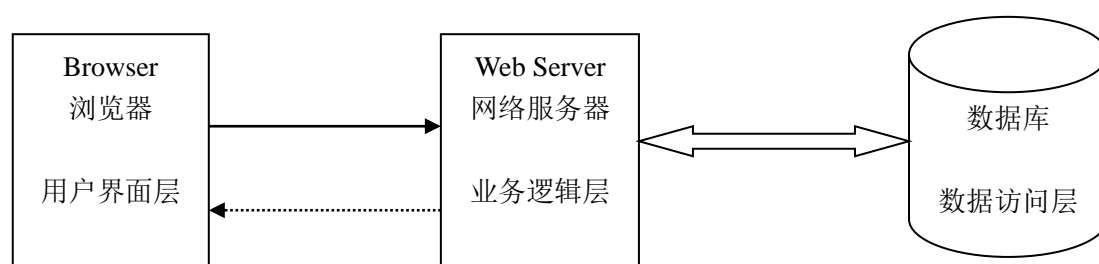 Browser
浏览器
用户界面层
Web Server
网络服务器
业务逻辑层
数据库
数据访问层